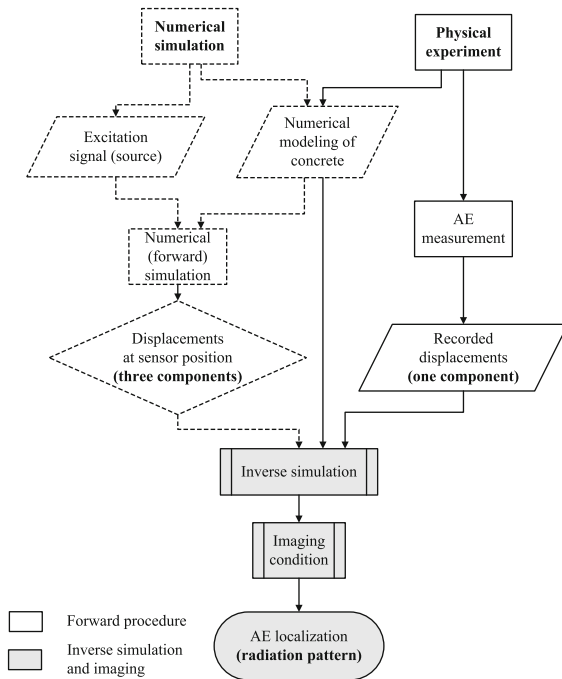 Numerical
simulation
Physical
experiment
Excitation
signal (source)
Numerical
modeling of
concrete
AE
measurement
Numerical
(forward)
simulation
Displacements
at sensor position
(three components)
Recorded
displacements
(one component)
Inverse simulation
Imaging
condition
AE localization
(radiation pattern)
Forward procedure
Inverse simulation
and imaging